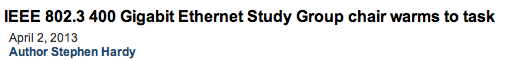 IEEE 802.3 400 Gigabit Ethernet Study Group chair warms to task
April 2, 2013
Author Stephen Hardy